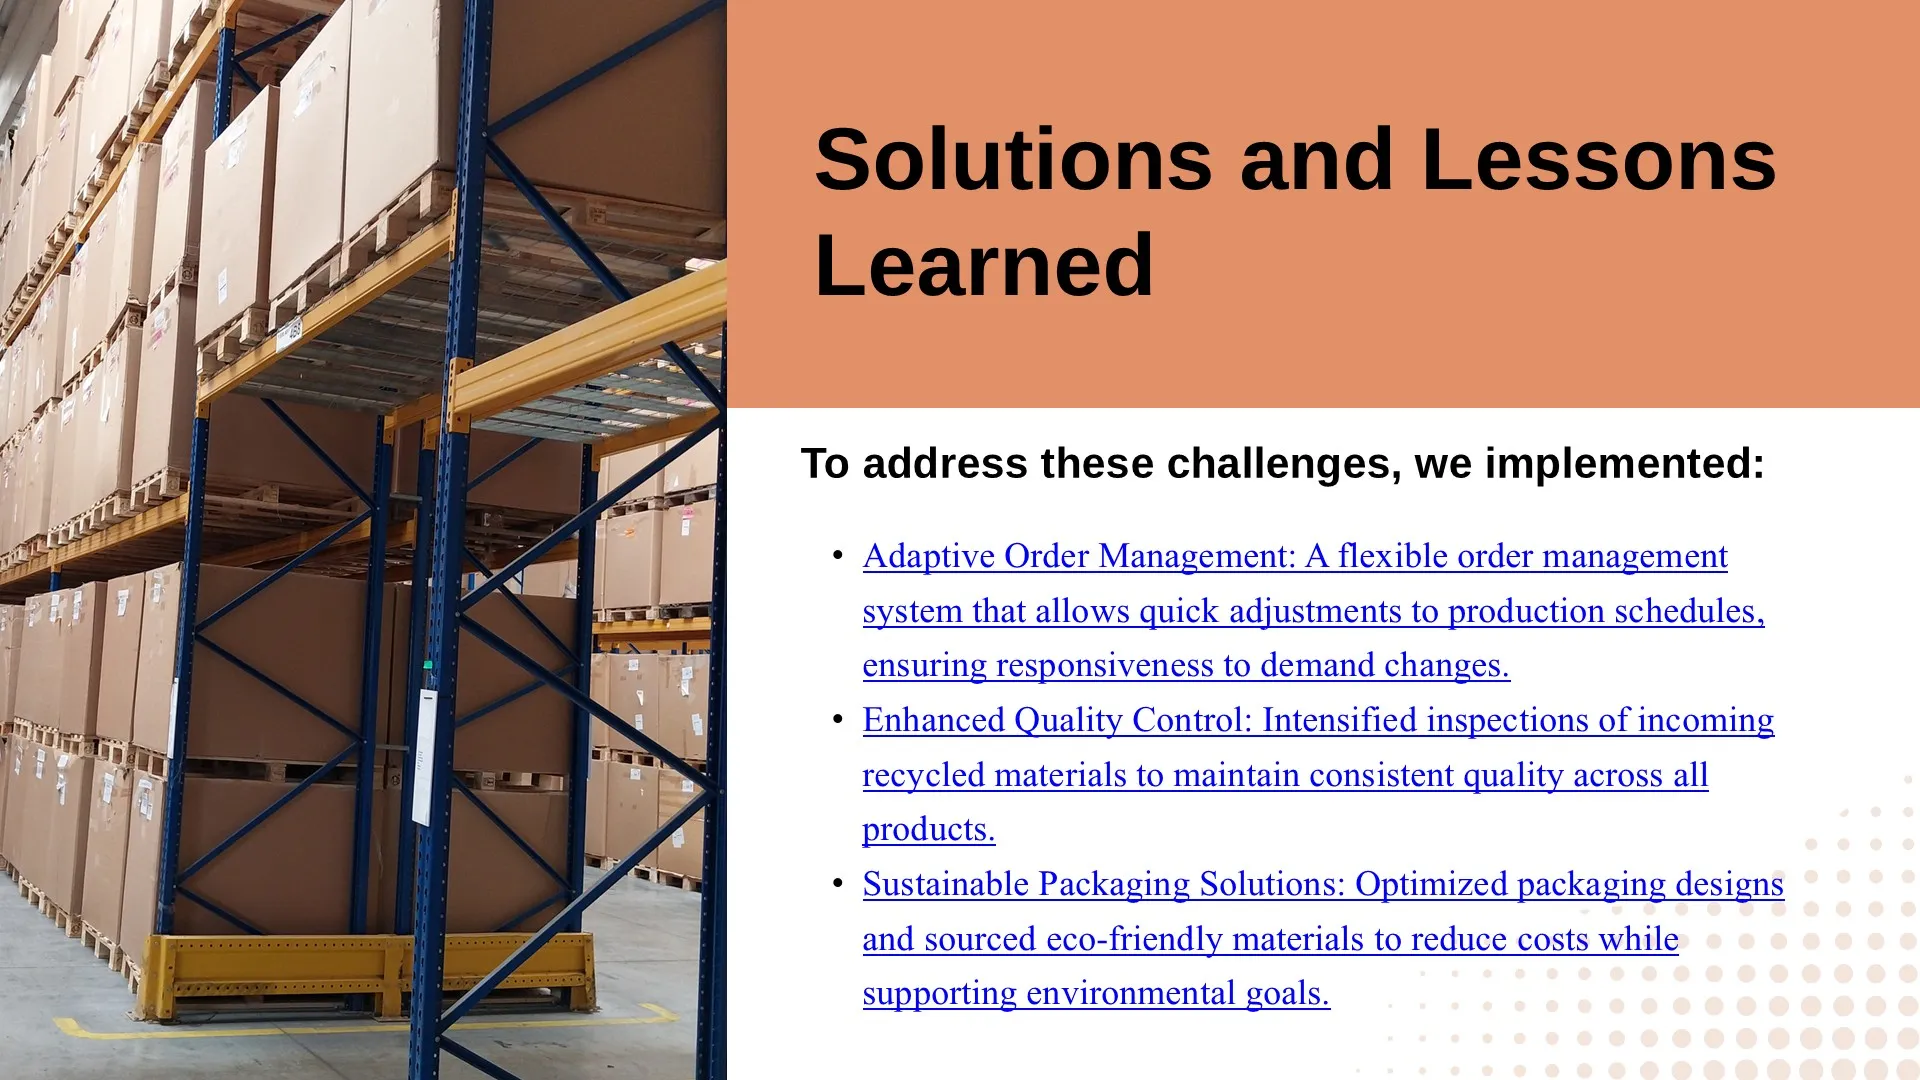 Solutions and Lessons
Learned
To address these challenges, we implemented:
• Adaptive Order Management: A flexible order management
system that allows quick adjustments to production schedules,
ensuring responsiveness to demand changes.
• Enhanced Quality Control: Intensified inspections of incoming
recycled materials to maintain consistent quality across all
products.
• Sustainable Packaging Solutions: Optimized packaging designs
and sourced eco-friendly materials to reduce costs while
supporting environmental goals.